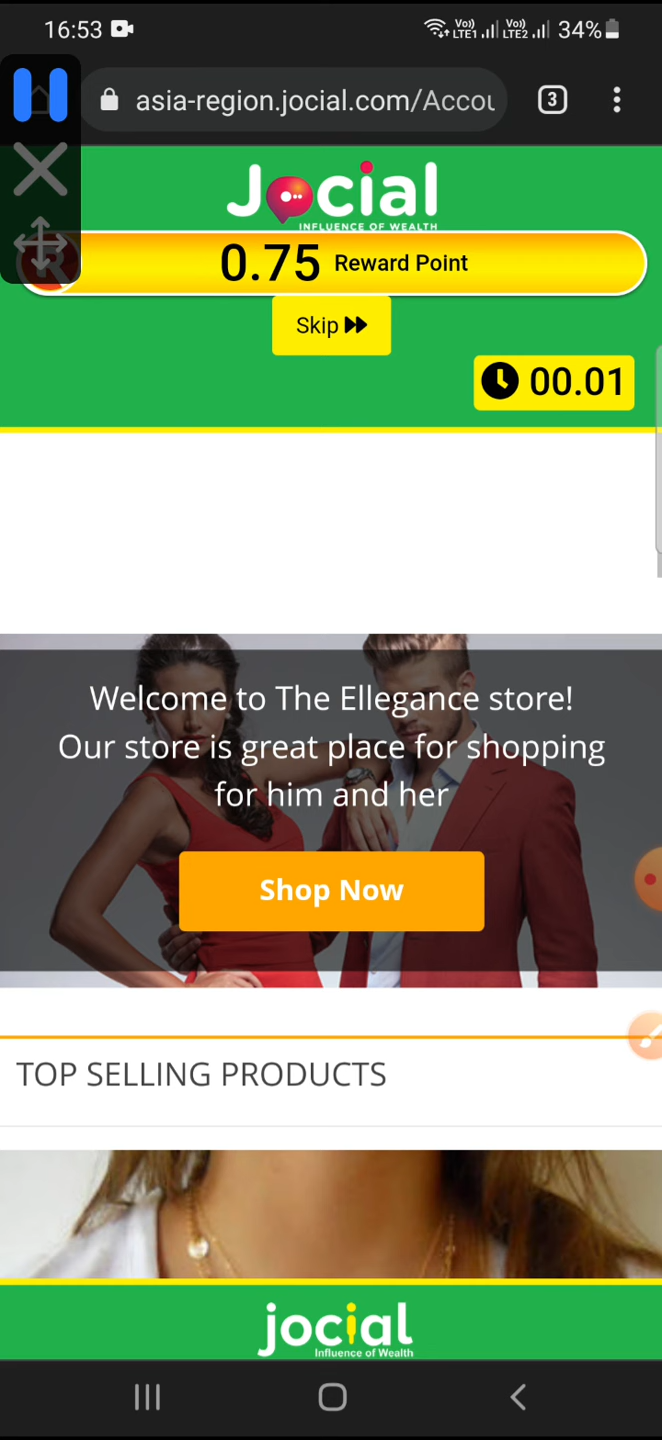 16:53
Vo)) LTE1 Vo)) LTE2 34%
asia-region.jocial.com/Accou
3
Jocial
INFLUENCE OF WEALTH
R 0.75 Reward Point
Skip
00.01
Welcome to The Ellegance store!
Our store is great place for shopping
for him and her
Shop Now
TOP SELLING PRODUCTS
jocial
Influence of Wealth